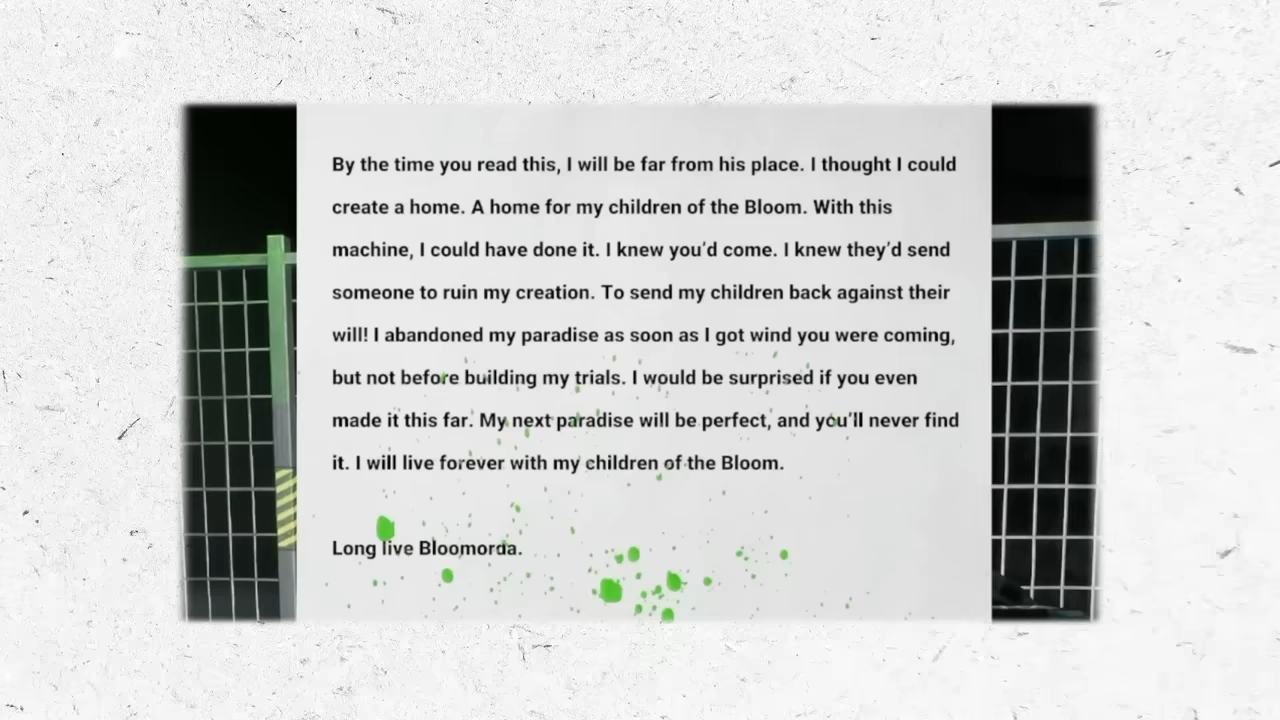 By the time you read this, I will be far from his place. I thought I could
create a home. A home for my children of the Bloom. With this
machine, I could have done it. I knew you'd come. I knew they'd send
someone to ruin my creation. To send my children back against their
will! I abandoned my paradise as soon as I got wind you were coming,
but not before building my trials. I would be surprised if you even
made it this far. My next paradise will be perfect, and you'll never find
it. I will live forever with my children of the Bloom.
Long live Bloomorda.